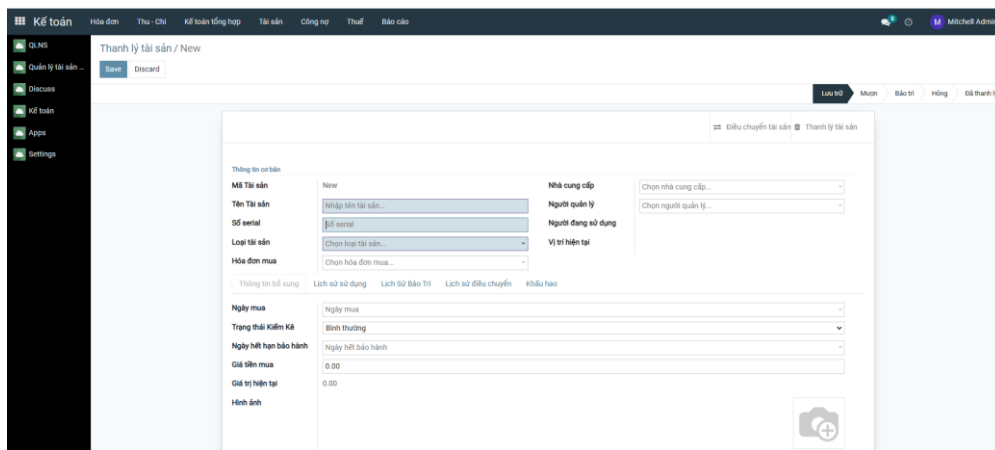 Kế toán Hóa đơn Thu - Chi Kế toán tổng hợp Tài sản Công nợ Thuế Báo cáo M Mitchell Admi
QLNS
Quản lý tài sản ...
Discuss
Kế toán
Apps
Settings
Thanh lý tài sản / New
Save Discard
Lưu trữ Mượn Bảo trì Hỏng Đã thanh l
Điều chuyển tài sản Thanh lý tài sản
Thông tin cơ bản
Mã Tài sản New Nhà cung cấp Chọn nhà cung cấp...
Tên Tài sản Nhập tên tài sản... Người quản lý Chọn người quản lý...
Số serial Số serial Người đang sử dụng
Loại tài sản Chọn loại tài sản... Vị trí hiện tại
Hóa đơn mua Chọn hóa đơn mua...
Thông tin bổ sung Lịch sử sử dụng Lịch Sử Bảo Trì Lịch sử điều chuyển Khấu hao
Ngày mua Ngày mua
Trạng thái Kiểm Kê Bình thường
Ngày hết hạn bảo hành Ngày hết bảo hành
Giá tiền mua 0.00
Giá trị hiện tại 0.00
Hình ảnh